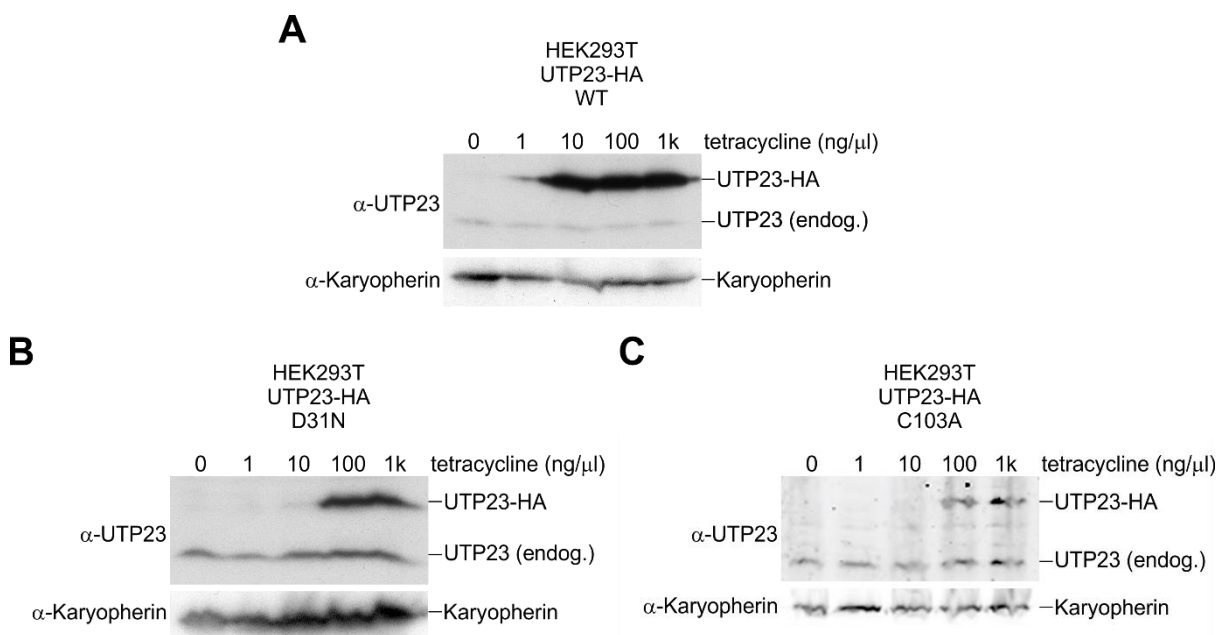 A
HEK293T
UTP23-HA
WT
0 1 10 100 1k tetracycline (ng/μl)
α-UTP23
UTP23-HA
UTP23 (endog.)
α-Karyopherin
Karyopherin
B
HEK293T
UTP23-HA
D31N
0 1 10 100 1k tetracycline (ng/μl)
α-UTP23
UTP23-HA
UTP23 (endog.)
α-Karyopherin
Karyopherin
C
HEK293T
UTP23-HA
C103A
0 1 10 100 1k tetracycline (ng/μl)
α-UTP23
UTP23-HA
UTP23 (endog.)
α-Karyopherin
Karyopherin